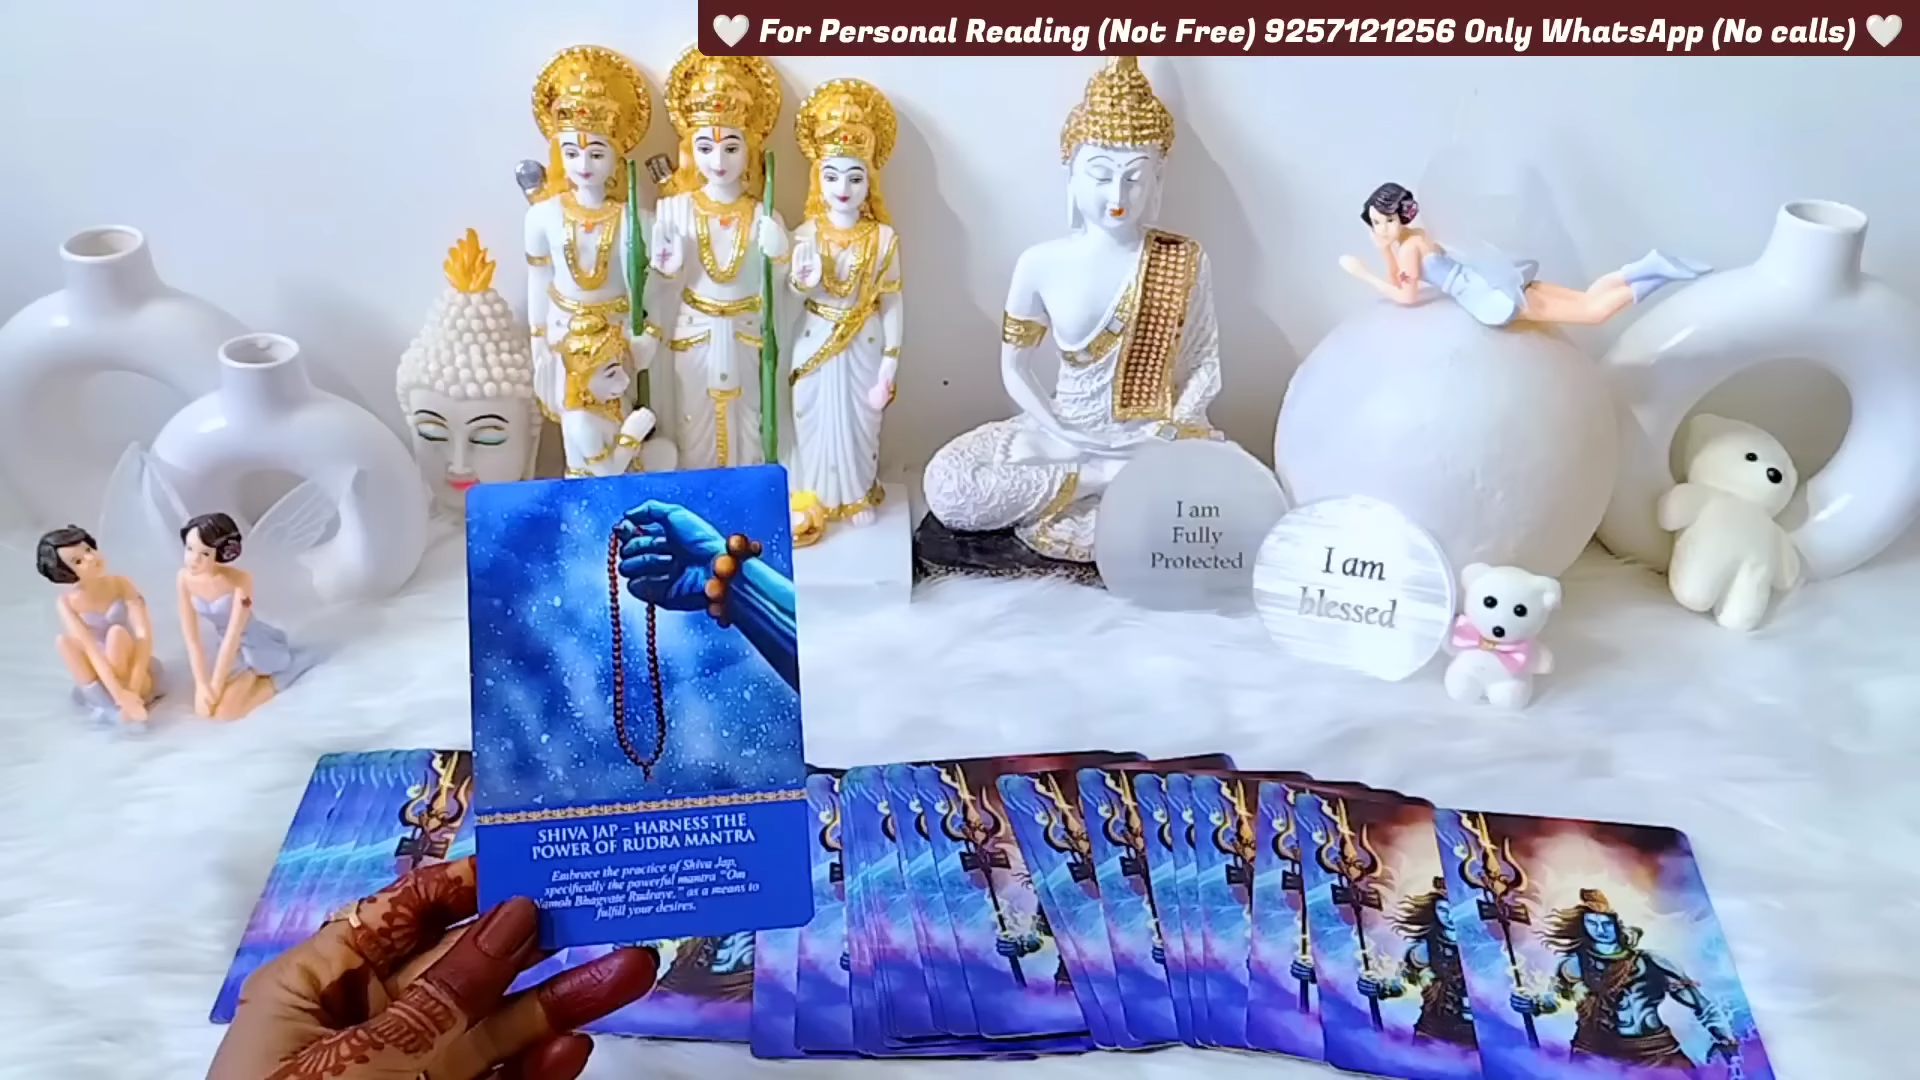 🤍 For Personal Reading (Not Free) 9257121256 Only WhatsApp (No calls) 🤍
I am
Fully
Protected
I am
blessed
SHIVA JAP – HARNESS THE
POWER OF RUDRA MANTRA
Embrace the practice of Shiva Jap,
specifically the powerful mantra "Om
Namoh Bhagvate Rudraye," as a means to
fulfill your desires.